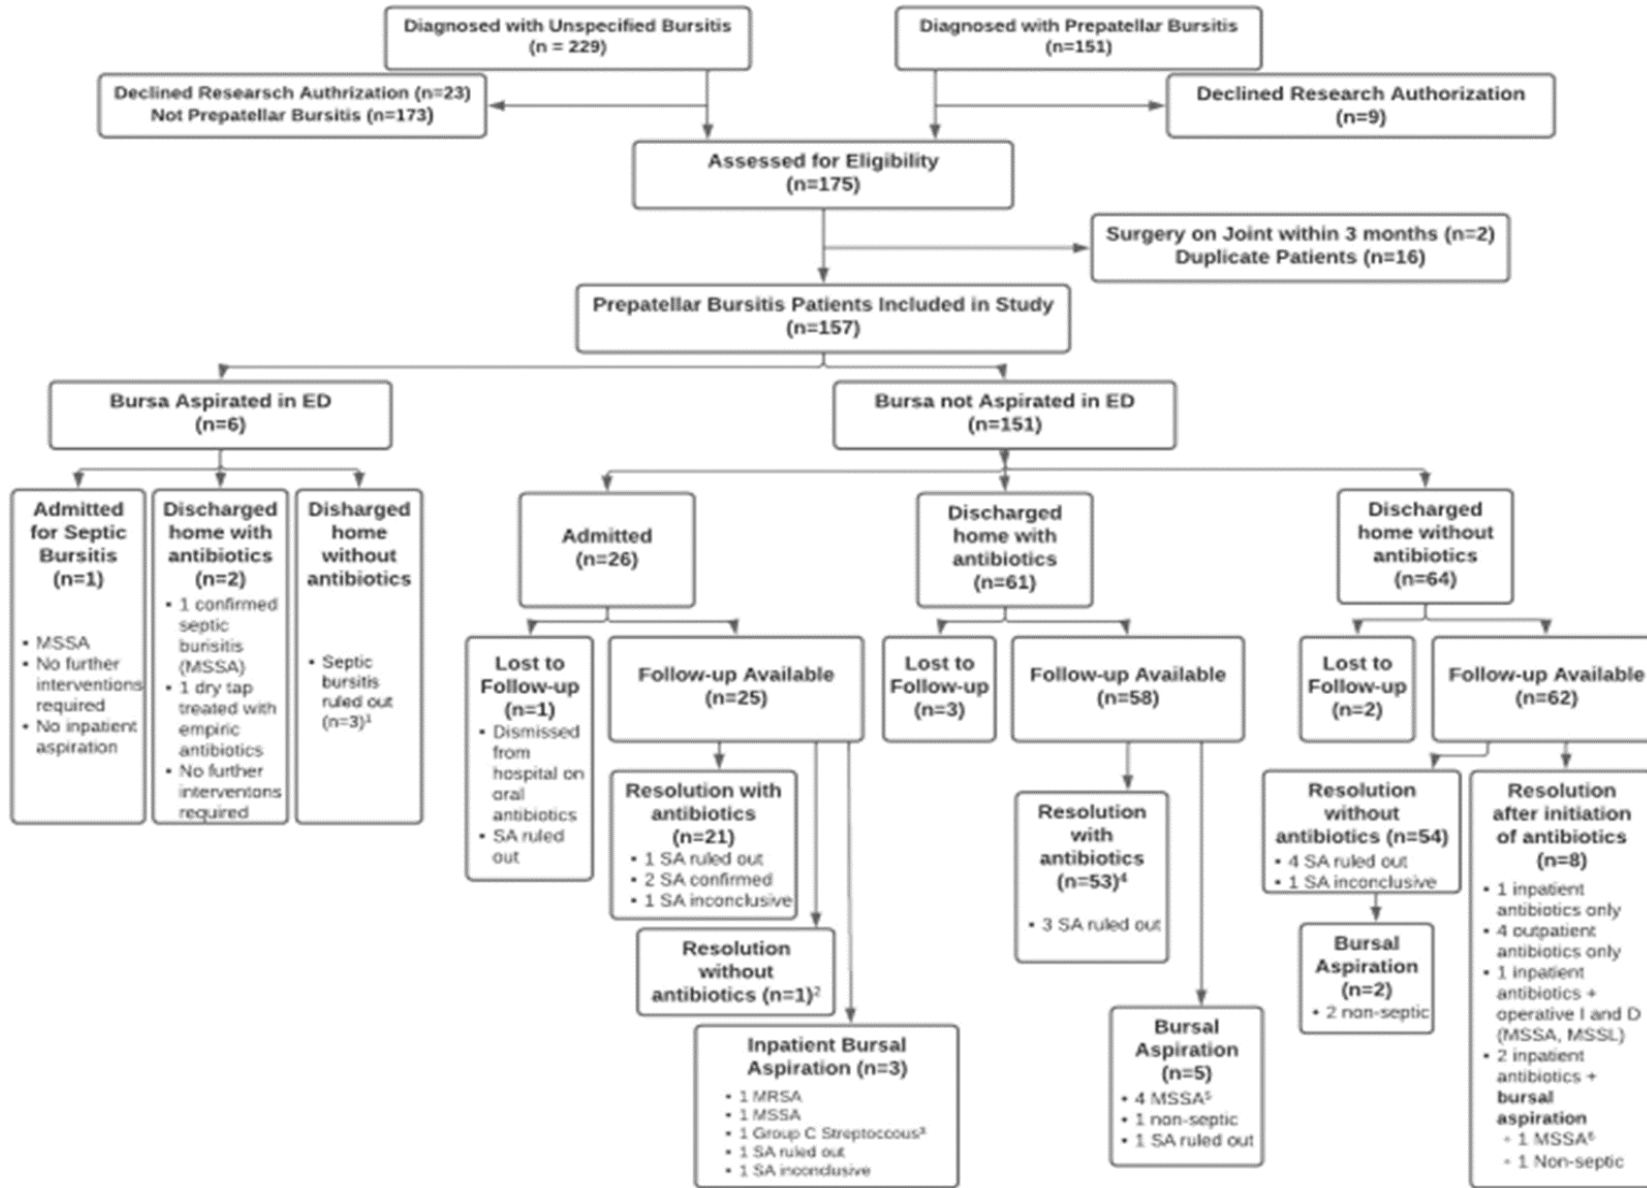 Diagnosed with Unspecified Bursitis
(n = 229)
Diagnosed with Prepatellar Bursitis
(n=151)
Declined Researsch Authrization (n=23)
Not Prepatellar Bursitis (n=173)
Declined Research Authorization
(n=9)
Assessed for Eligibility
(n=175)
Surgery on Joint within 3 months (n=2)
Duplicate Patients (n=16)
Prepatellar Bursitis Patients Included in Study
(n=157)
Bursa Aspirated in ED
(n=6)
Bursa not Aspirated in ED
(n=151)
Admitted
for Septic
Bursitis
(n=1)
▪ MSSA
▪ No further
interventions
required
▪ No inpatient
aspiration
Discharged
home with
antibiotics
(n=2)
▪ 1 confirmed
septic
burisitis
(MSSA)
▪ 1 dry tap
treated with
empiric
antibiotics
▪ No further
interventons
required
Disharged
home
without
antibiotics
▪ Septic
bursitis
ruled out
(n=3)¹
Admitted
(n=26)
Discharged
home with
antibiotics
(n=61)
Discharged
home without
antibiotics
(n=64)
Lost to
Follow-up
(n=1)
▪ Dismissed
from
hospital on
oral
antibiotics
▪ SA ruled
out
Follow-up Available
(n=25)
Lost to
Follow-up
(n=3)
Follow-up Available
(n=58)
Lost to
Follow-up
(n=2)
Follow-up Available
(n=62)
Resolution with
antibiotics
(n=21)
▪ 1 SA ruled out
▪ 2 SA confirmed
▪ 1 SA inconclusive
Resolution
without
antibiotics (n=1)²
Inpatient Bursal
Aspiration (n=3)
▪ 1 MRSA
▪ 1 MSSA
▪ 1 Group C Streptoccous³
▪ 1 SA ruled out
▪ 1 SA inconclusive
Resolution
with
antibiotics
(n=53)⁴
▪ 3 SA ruled out
Bursal
Aspiration
(n=5)
▪ 4 MSSA⁵
▪ 1 non-septic
▪ 1 SA ruled out
Resolution
without
antibiotics (n=54)
▪ 4 SA ruled out
▪ 1 SA inconclusive
Bursal
Aspiration
(n=2)
▪ 2 non-septic
Resolution
after initiation
of antibiotics
(n=8)
▪ 1 inpatient
antibiotics only
▪ 4 outpatient
antibiotics only
▪ 1 inpatient
antibiotics +
operative I and D
(MSSA, MSSL)
▪ 2 inpatient
antibiotics +
bursal
aspiration
◦ 1 MSSA⁶
◦ 1 Non-septic